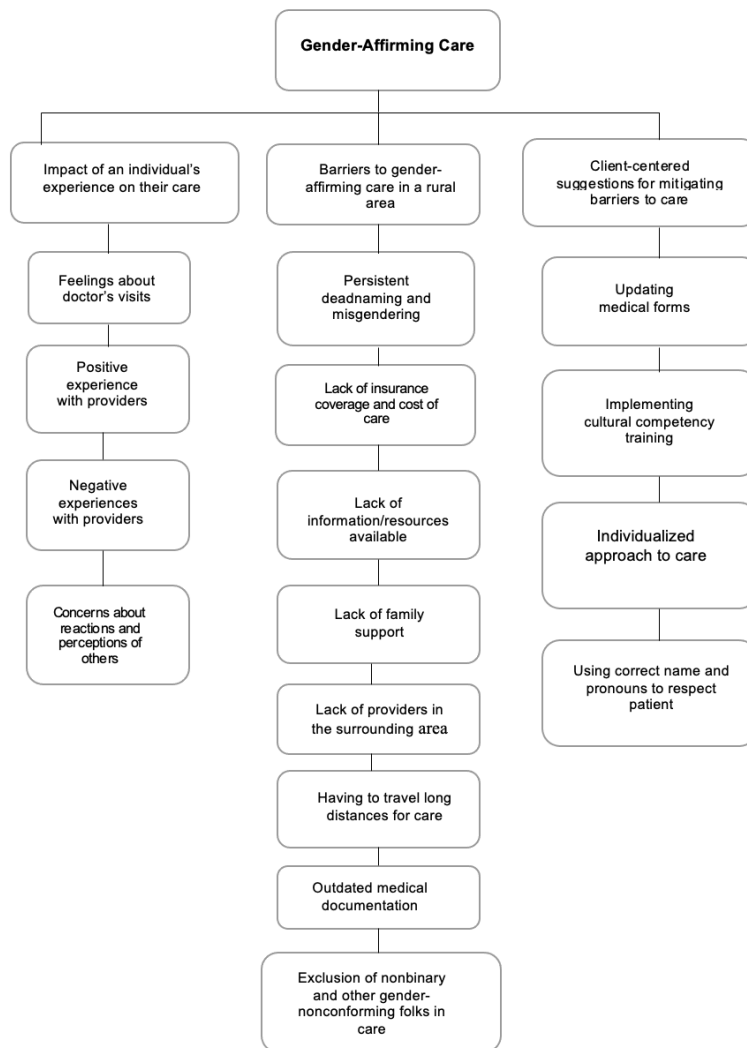 Gender-Affirming Care
Impact of an individual's
experience on their care
Feelings about
doctor's visits
Positive
experience
with providers
Negative
experiences
with providers
Concerns about
reactions and
perceptions of
others
Barriers to gender-
affirming care in a rural
area
Persistent
deadnaming and
misgendering
Lack of insurance
coverage and cost of
care
Lack of
information/resources
available
Lack of family
support
Lack of providers in
the surrounding area
Having to travel long
distances for care
Outdated medical
documentation
Exclusion of nonbinary
and other gender-
nonconforming folks in
care
Client-centered
suggestions for mitigating
barriers to care
Updating
medical forms
Implementing
cultural competency
training
Individualized
approach to care
Using correct name and
pronouns to respect
patient